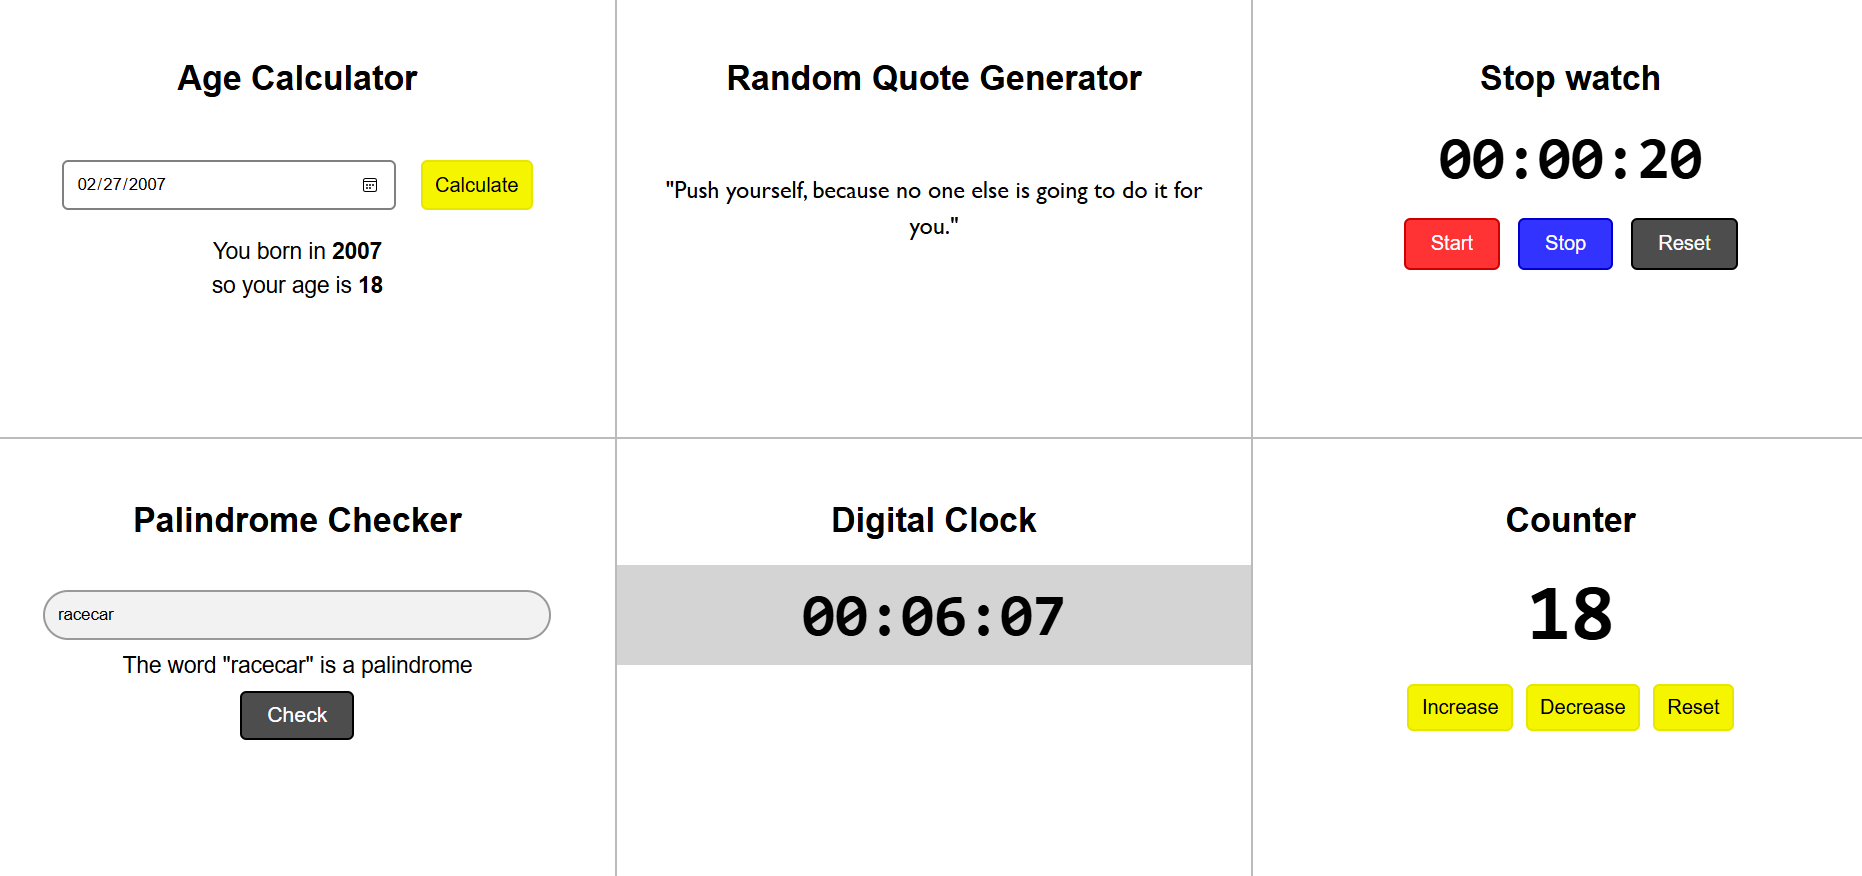 Age Calculator
02/27/2007
Calculate
You born in 2007
so your age is 18
Random Quote Generator
"Push yourself, because no one else is going to do it for
you."
Stop watch
00:00:20
Start
Stop
Reset
Palindrome Checker
racecar
The word "racecar" is a palindrome
Check
Digital Clock
00:06:07
Counter
18
Increase
Decrease
Reset